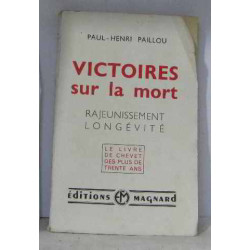 PAUL-HENRI PAILLOU
VICTOIRES
sur la mort
RAJEUNISSEMENT
LONGÉVITÉ
LE LIVRE
DE CHEVET
DES PLUS DE
TRENTE ANS
ÉDITIONS EM MAGNARD